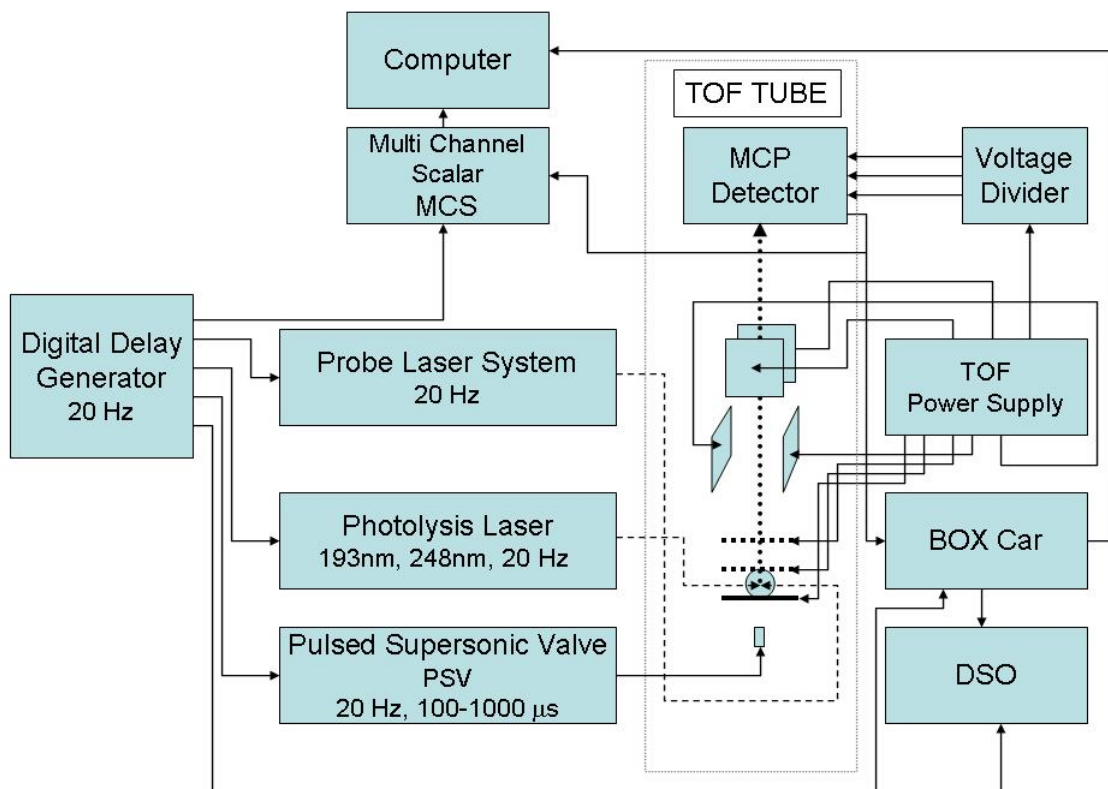 Computer
TOF TUBE
Multi Channel
Scalar
MCS
MCP
Detector
Voltage
Divider
Digital Delay
Generator
20 Hz
Probe Laser System
20 Hz
TOF
Power Supply
Photolysis Laser
193nm, 248nm, 20 Hz
BOX Car
Pulsed Supersonic Valve
PSV
20 Hz, 100-1000 μs
DSO